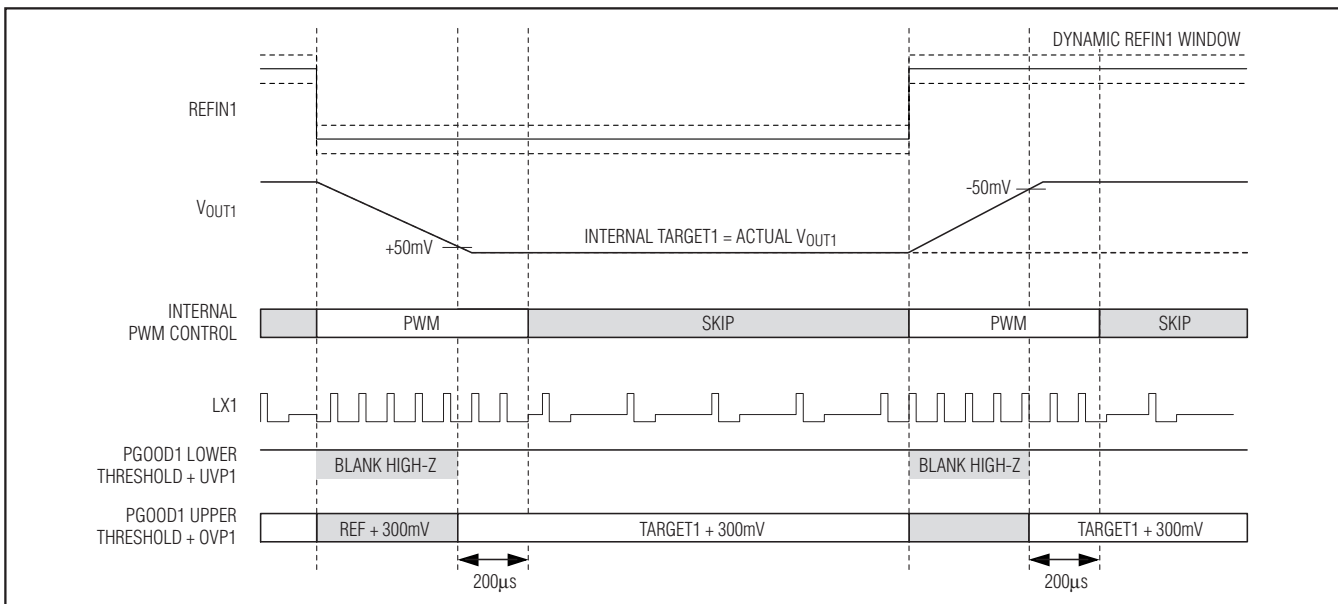 DYNAMIC REFIN1 WINDOW
REFIN1
VOUT1
+50mV
INTERNAL TARGET1 = ACTUAL VOUT1
-50mV
INTERNAL
PWM CONTROL
PWM
SKIP
PWM
SKIP
LX1
PGOOD1 LOWER
THRESHOLD + UVP1
BLANK HIGH-Z
BLANK HIGH-Z
PGOOD1 UPPER
THRESHOLD + OVP1
REF + 300mV
TARGET1 + 300mV
TARGET1 + 300mV
200μs
200μs